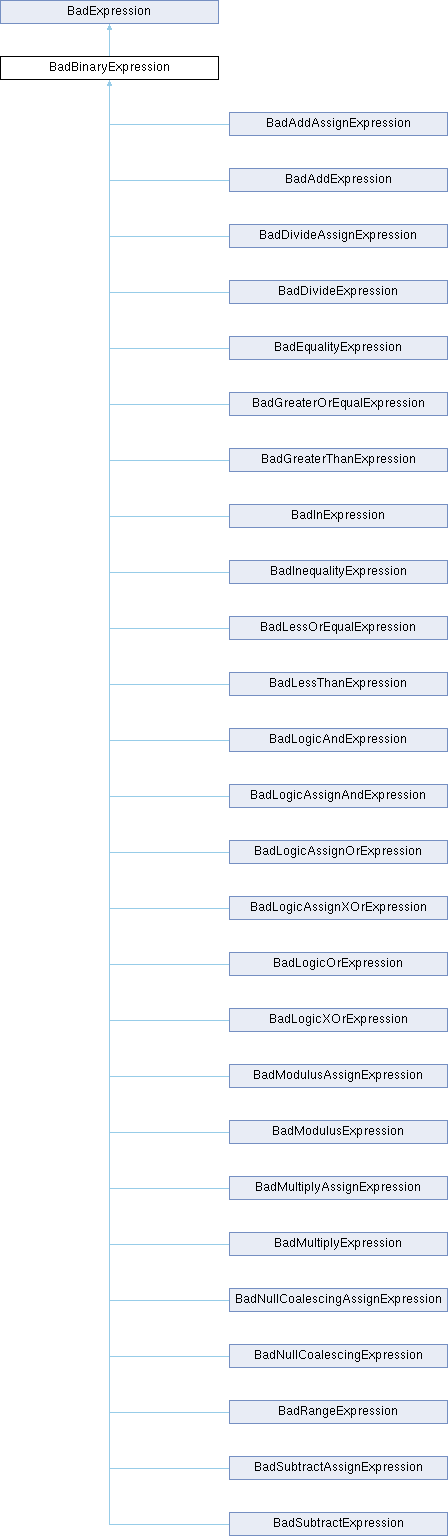 BadExpression
BadBinaryExpression
BadAddAssignExpression
BadAddExpression
BadDivideAssignExpression
BadDivideExpression
BadEqualityExpression
BadGreaterOrEqualExpression
BadGreaterThanExpression
BadInExpression
BadInequalityExpression
BadLessOrEqualExpression
BadLessThanExpression
BadLogicAndExpression
BadLogicAssignAndExpression
BadLogicAssignOrExpression
BadLogicAssignXOrExpression
BadLogicOrExpression
BadLogicXOrExpression
BadModulusAssignExpression
BadModulusExpression
BadMultiplyAssignExpression
BadMultiplyExpression
BadNullCoalescingAssignExpression
BadNullCoalescingExpression
BadRangeExpression
BadSubtractAssignExpression
BadSubtractExpression